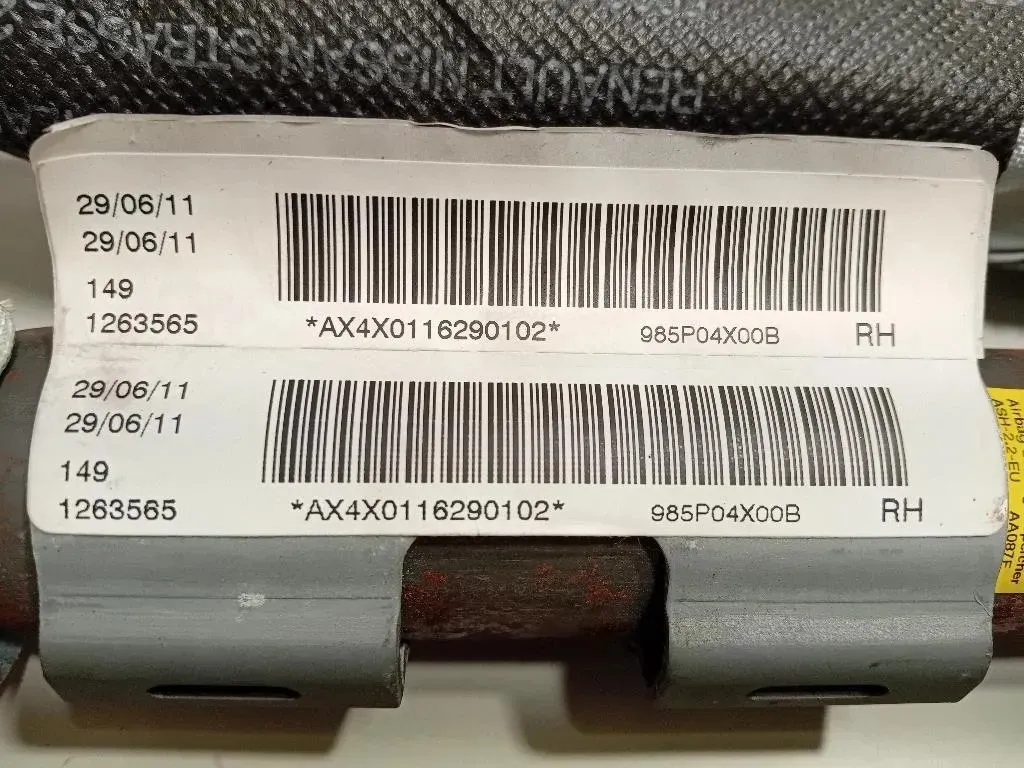 RENAULT NISSAN STRASSE
29/06/11
29/06/11
149
1263565
*AX4X0116290102* 985P04X00B RH
29/06/11
29/06/11
149
1263565
*AX4X0116290102* 985P04X00B RH
Airbag
ASH-2.2-EU